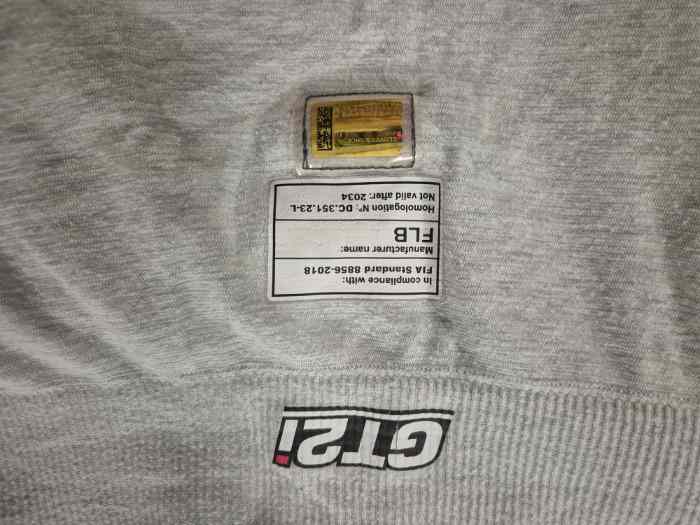 GT2i
In compliance with:
FIA Standard 8856-2018
Manufacturer name:
FLB
Homologation N°: DC.351.23-L
Not valid after: 2034